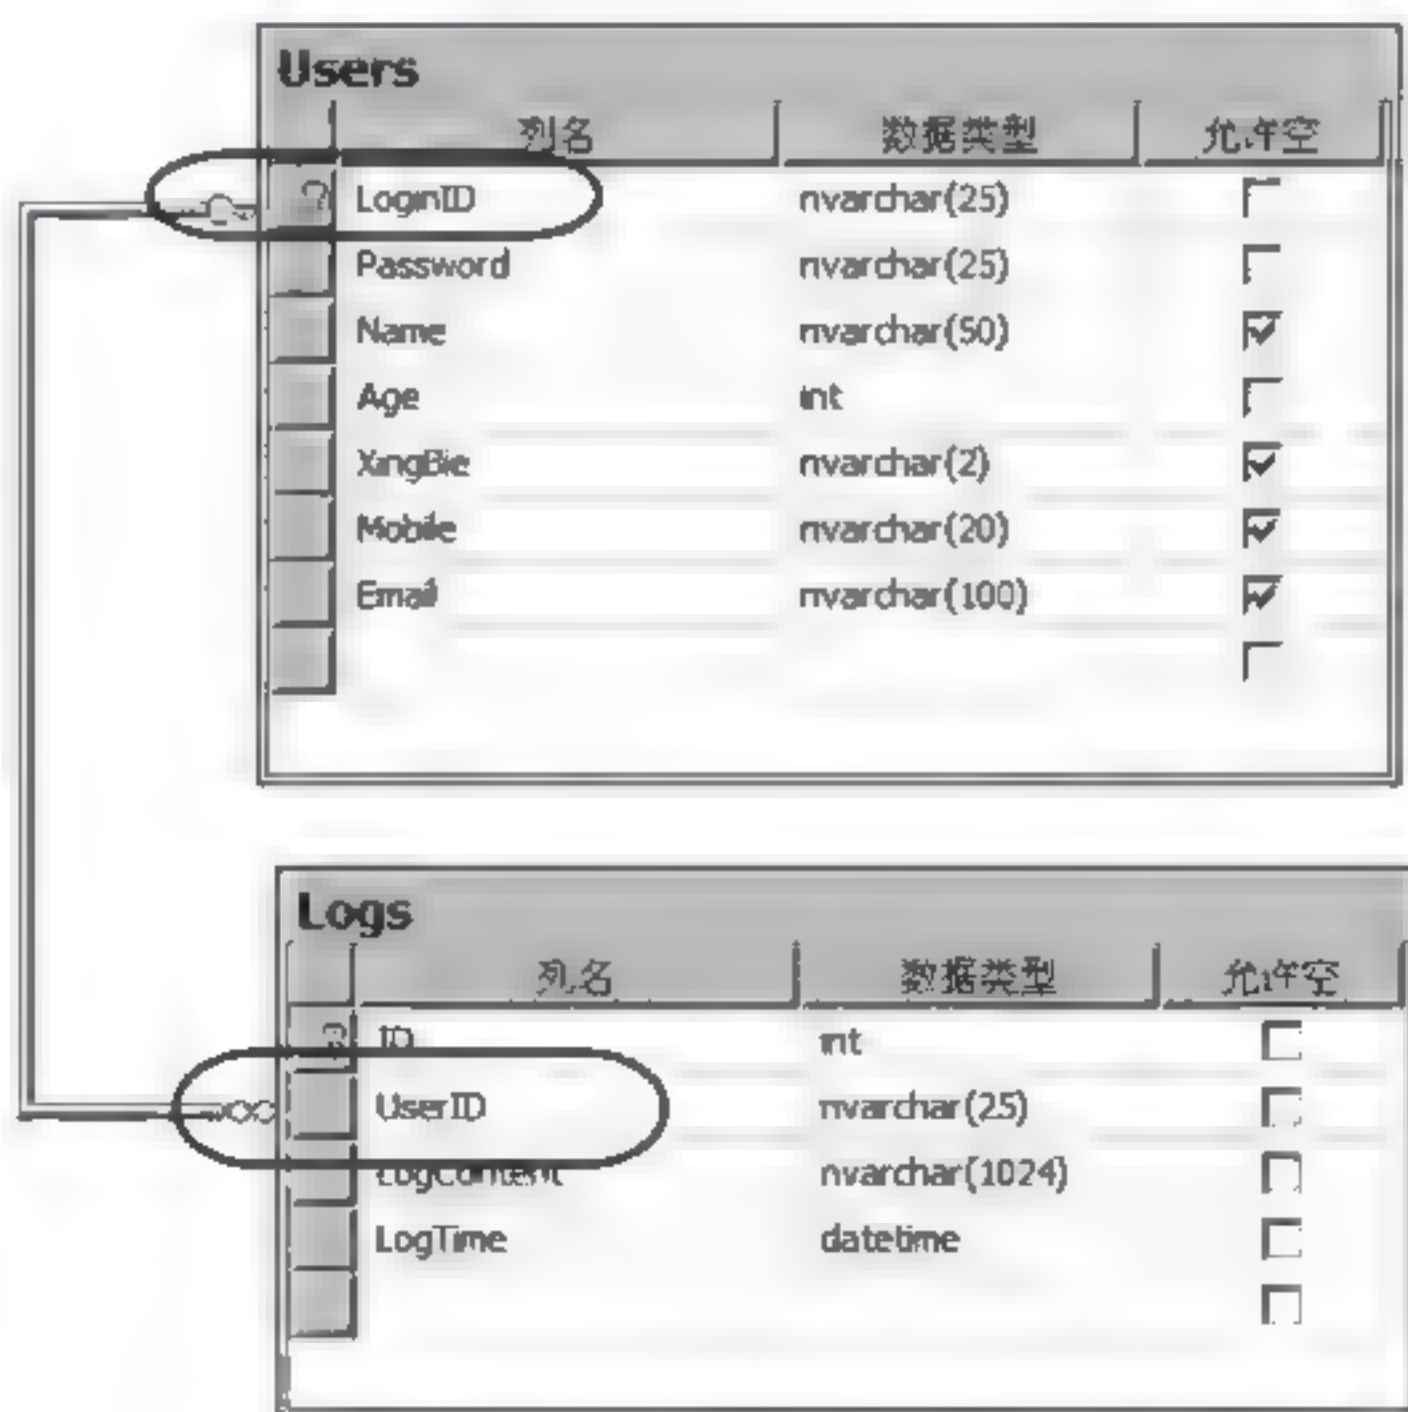 Users
列名 数据类型 允许空
LoginID nvarchar(25)
Password nvarchar(25)
Name nvarchar(50)
Age int
XingBie nvarchar(2)
Mobile nvarchar(20)
Email nvarchar(100)
Logs
列名 数据类型 允许空
ID int
UserID nvarchar(25)
LogContent nvarchar(1024)
LogTime datetime